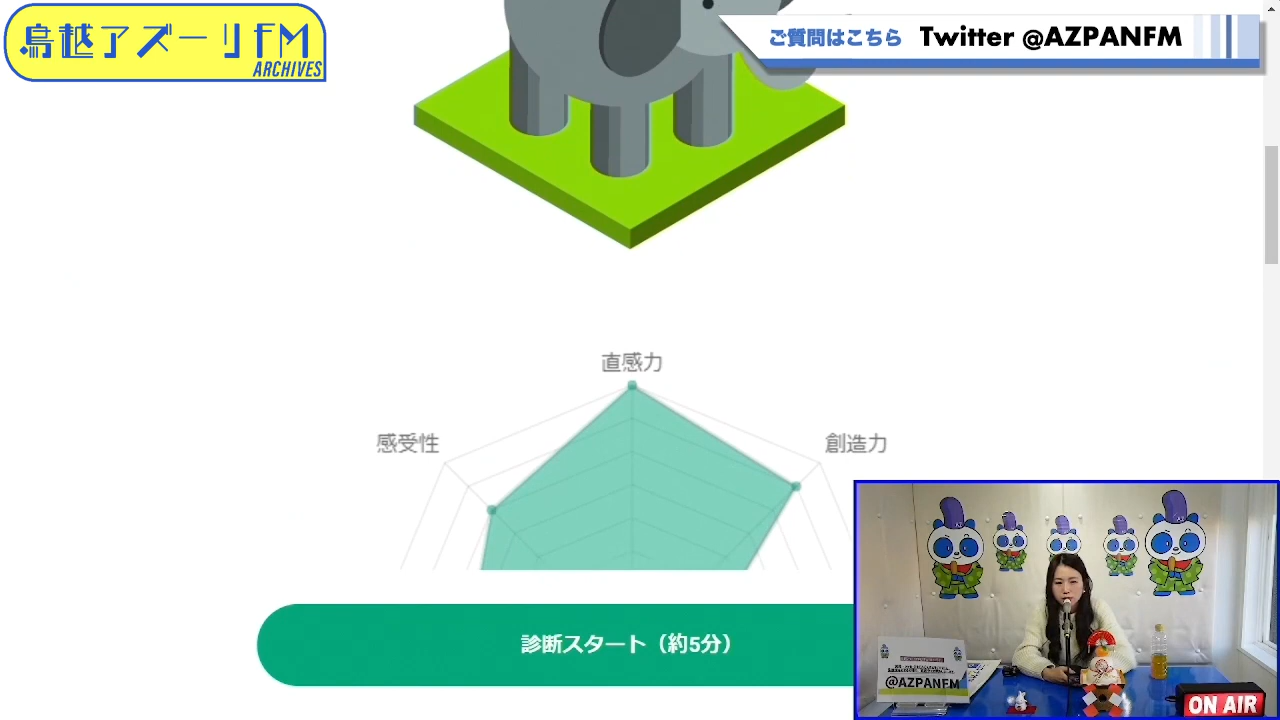 鳥越アズーリFM
ARCHIVES
ご質問はこちら Twitter @AZPANFM
直感力
感受性
創造力
診断スタート（約5分）
@AZPANFM
ON AIR